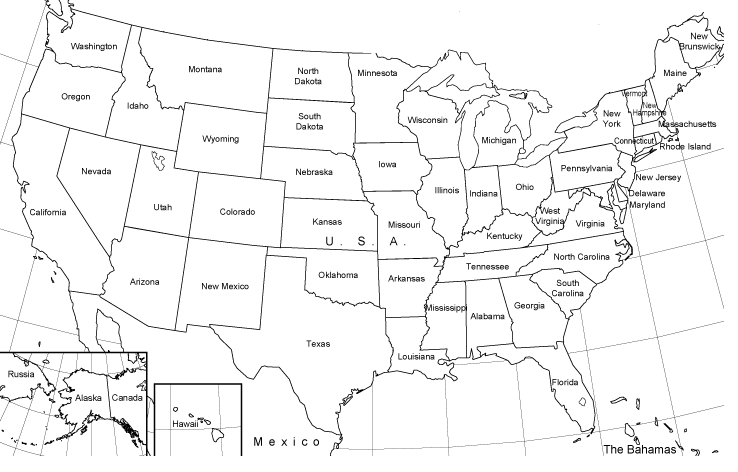 New
Brunswick
Washington
Montana
North
Dakota
Minnesota
Maine
Oregon
Idaho
Vermont
New
Hampshire
South
Dakota
Wisconsin
New
York
Massachusetts
Wyoming
Michigan
Connecticut
Rhode Island
Iowa
Nebraska
Pennsylvania
Nevada
New Jersey
Illinois
Indiana
Ohio
Delaware
Maryland
Utah
Colorado
California
West
Virginia
Virginia
Kansas
Missouri
Kentucky
U. S. A.
North Carolina
Tennessee
Oklahoma
Arkansas
Arizona
New Mexico
South
Carolina
Mississippi
Alabama
Georgia
Texas
Louisiana
Russia
Florida
Alaska
Canada
Hawaii
Mexico
The Bahamas